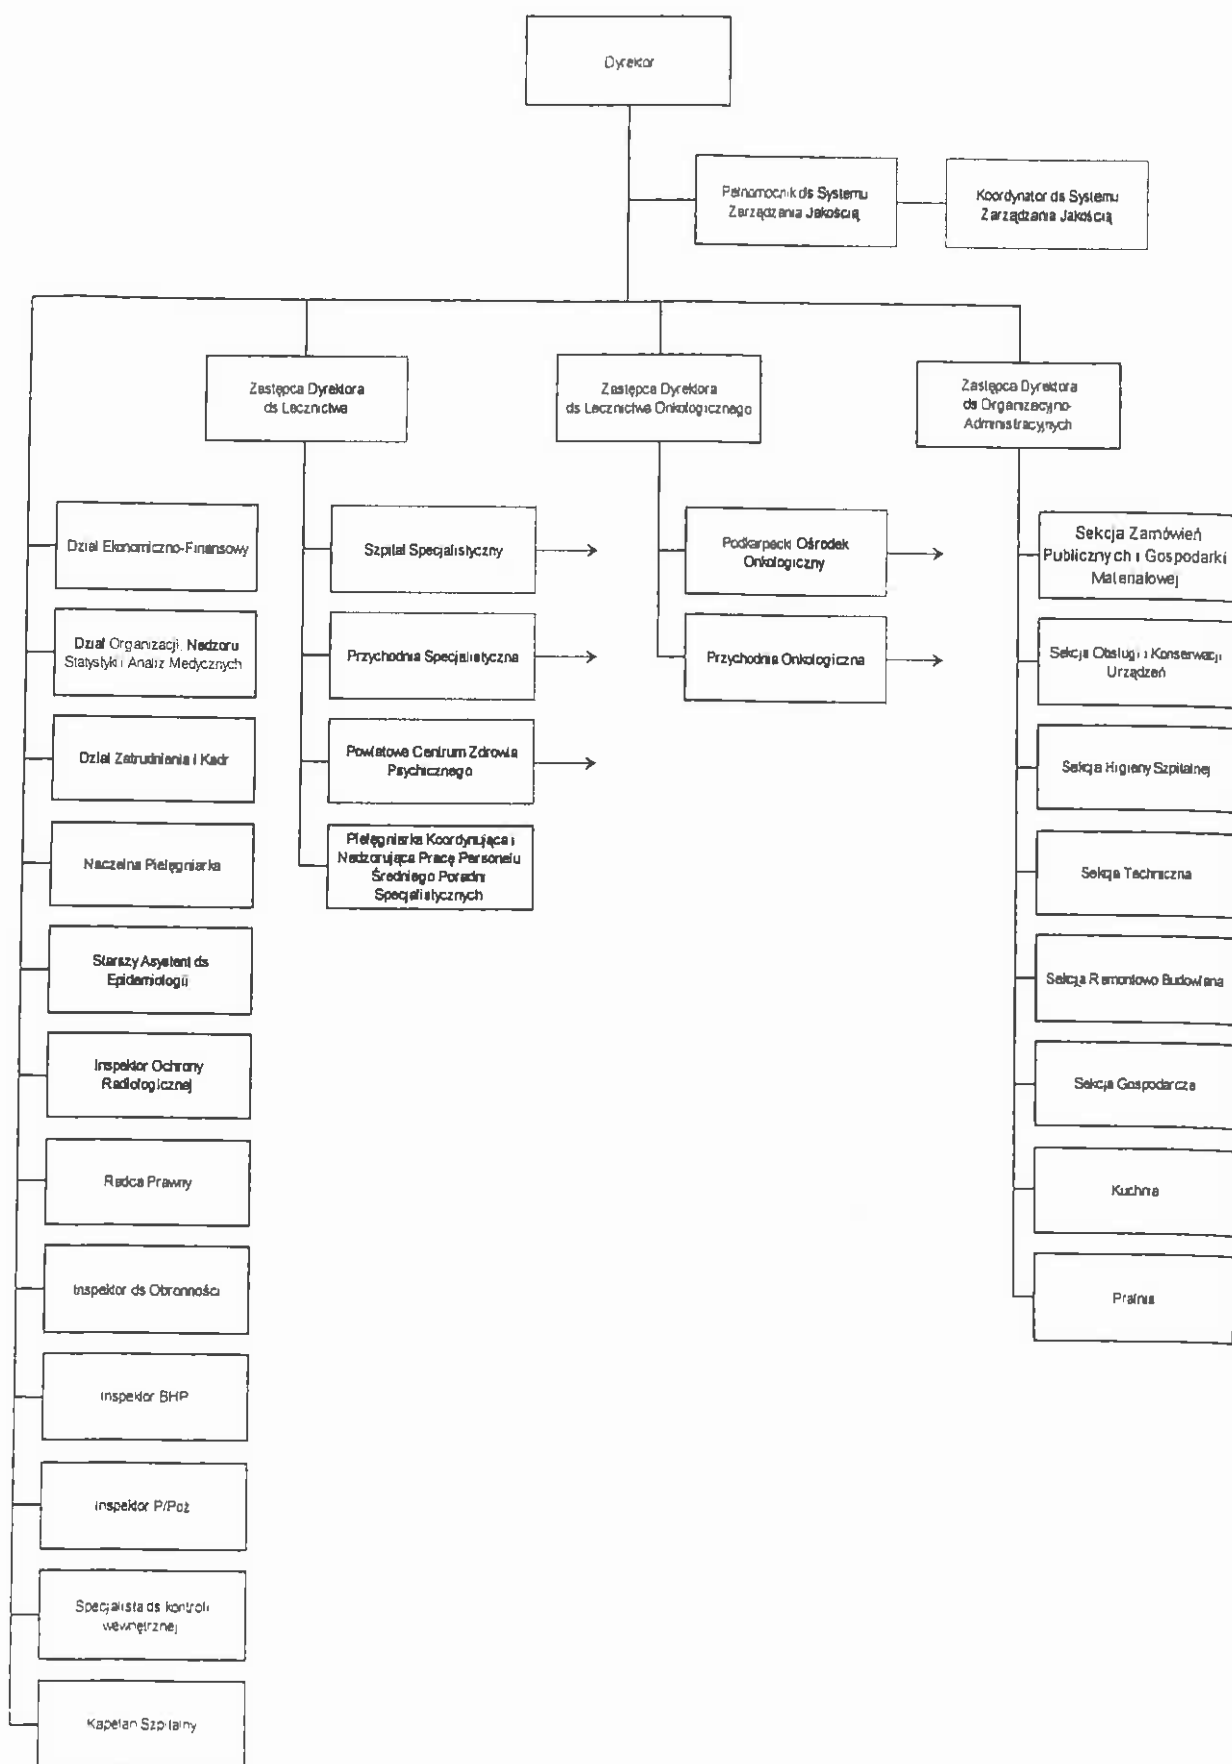 Dyrektor
Pełnomocnik ds Systemu
Zarządzania Jakością
Koordynator ds Systemu
Zarządzania Jakością
Zastępca Dyrektora
ds Lecznictwa
Zastępca Dyrektora
ds Lecznictwa Onkologicznego
Zastępca Dyrektora
ds Organizacyjno-
Administracyjnych
Dział Ekonomiczno-Finansowy
Dział Organizacji, Nadzoru
Statystyki i Analiz Medycznych
Dział Zatrudnienia i Kadr
Naczelna Pielęgniarka
Starszy Asystent ds
Epidemiologii
Inspektor Ochrony
Radiologicznej
Radca Prawny
Inspektor ds Obronności
Inspektor BHP
Inspektor P/Poż
Specjalista ds kontroli
wewnętrznej
Kapelan Szpitalny
Szpital Specjalistyczny
Przychodnia Specjalistyczna
Powiatowe Centrum Zdrowia
Psychicznego
Pielęgniarka Koordynująca i
Nadzorująca Pracę Personelu
Średniego Poradni
Specjalistycznych
Podkarpacki Ośrodek
Onkologiczny
Przychodnia Onkologiczna
Sekcja Zamówień
Publicznych i Gospodarki
Materiałowej
Sekcja Obsługi i Konserwacji
Urządzeń
Sekcja Higieny Szpitalnej
Sekcja Techniczna
Sekcja Remontowo Budowlana
Sekcja Gospodarcza
Kuchnia
Pralnia